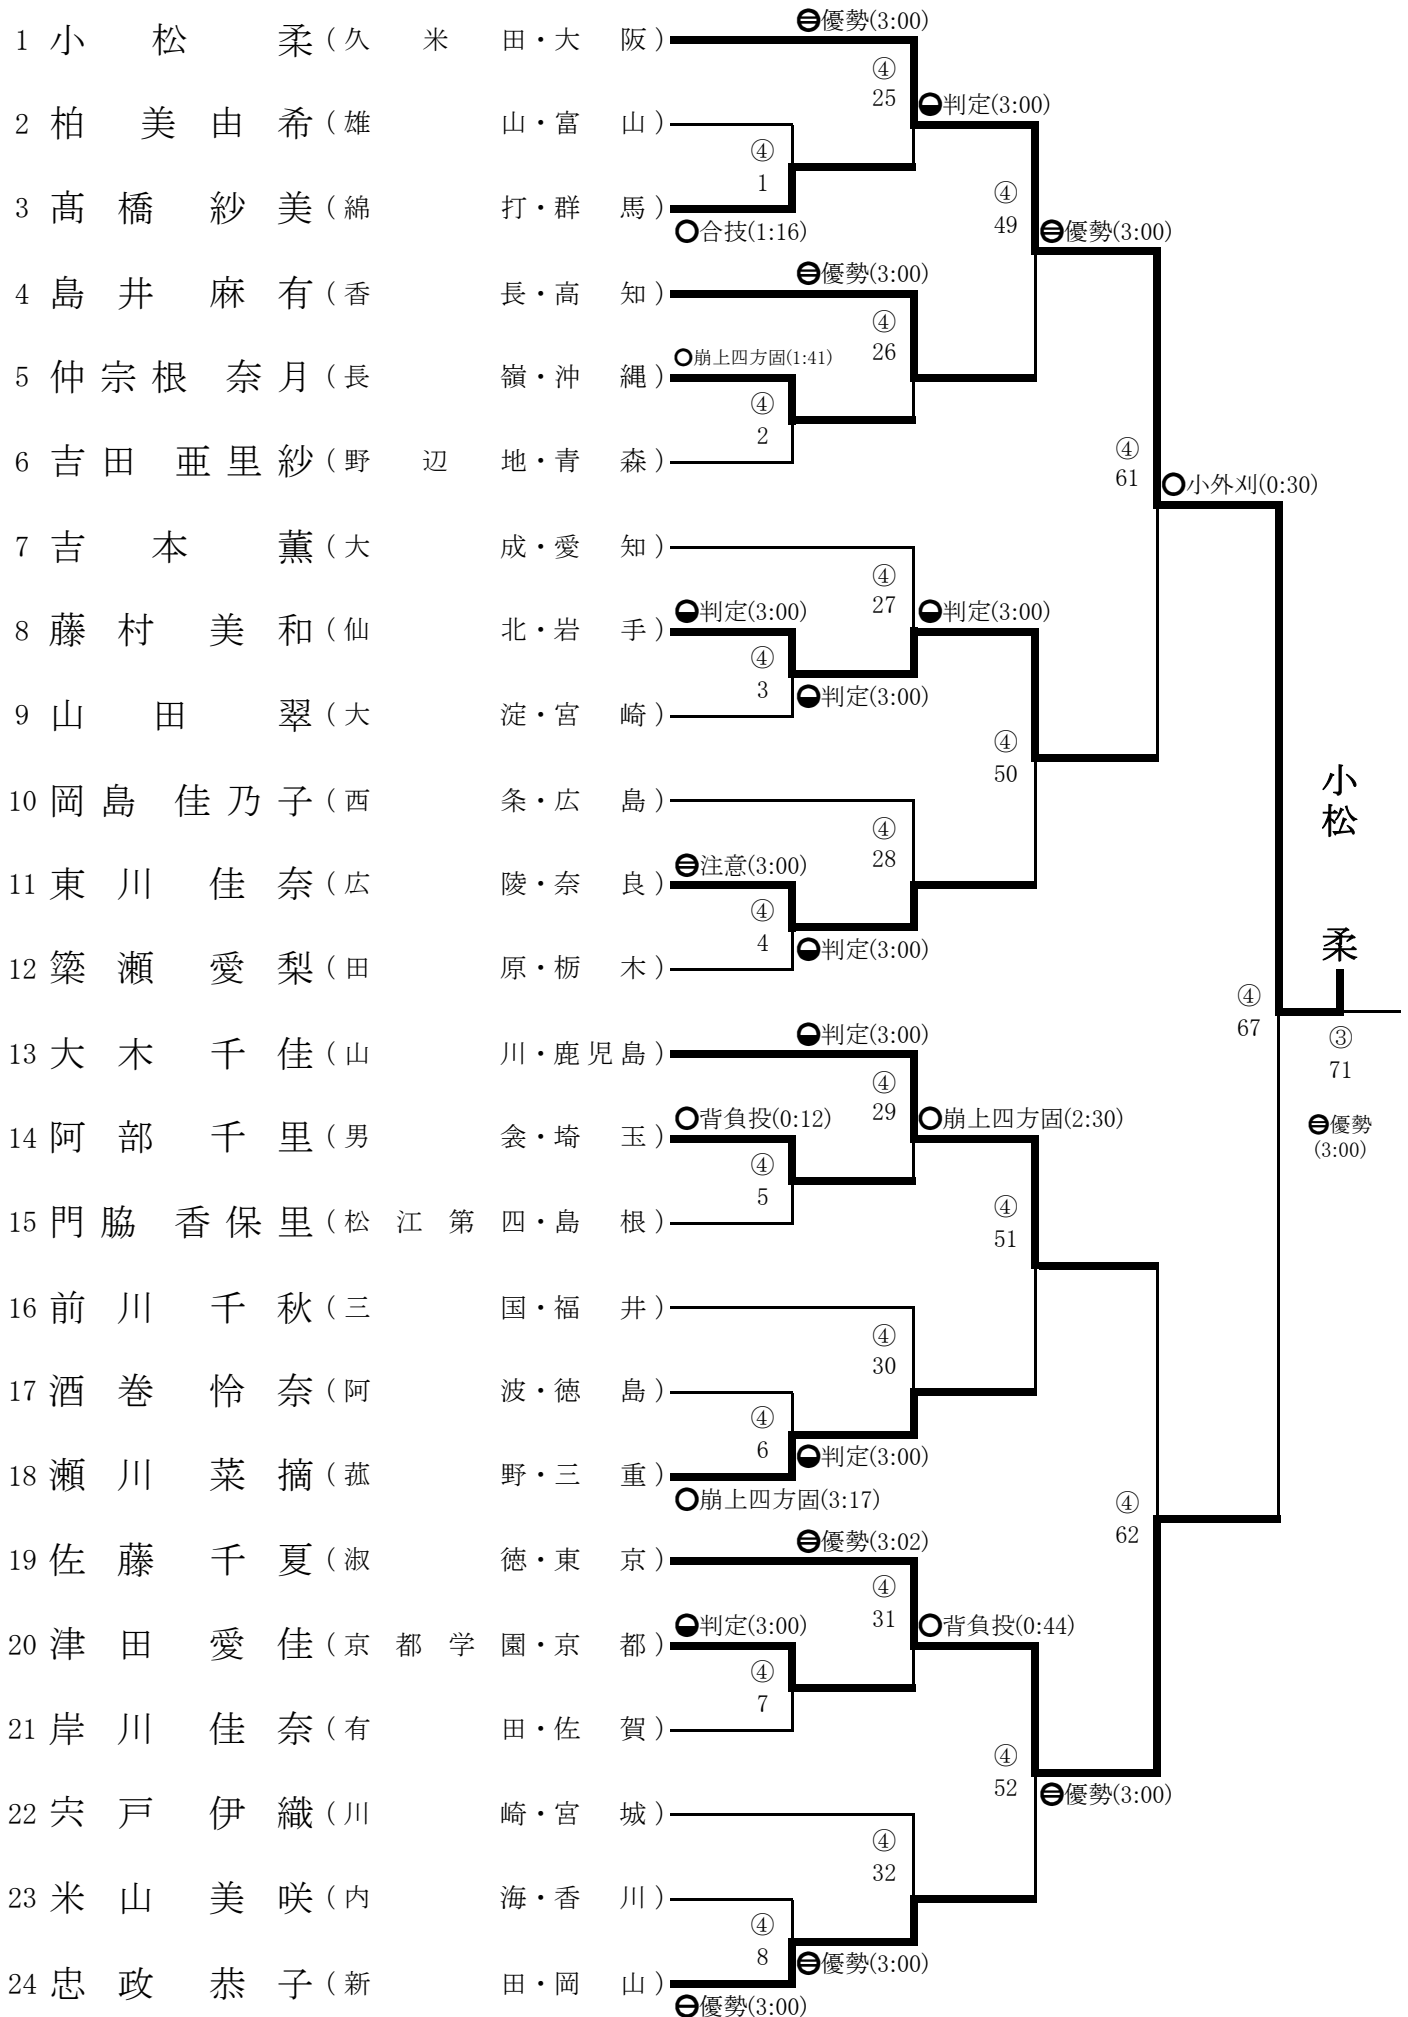 優勢(3:00)
1 小松 柔 (久米田・大阪)
④
25
判定(3:00)
2 柏 美由希 (雄山・富山)
④
1
④
49
3 髙橋 紗美 (綿打・群馬)
合技(1:16)
優勢(3:00)
優勢(3:00)
4 島井 麻有 (香長・高知)
④
26
崩上四方固(1:41)
5 仲宗根 奈月 (長嶺・沖縄)
④
2
④
61
6 吉田 亜里紗 (野辺地・青森)
小外刈(0:30)
7 吉本 薫 (大成・愛知)
④
27
判定(3:00)
判定(3:00)
8 藤村 美和 (仙北・岩手)
④
3
判定(3:00)
9 山田 翠 (大淀・宮崎)
④
50
10 岡島 佳乃子 (西条・広島)
④
28
注意(3:00)
11 東川 佳奈 (広陵・奈良)
④
4
判定(3:00)
12 簗瀬 愛梨 (田原・栃木)
小松 柔
④
67
③
71
優勢
(3:00)
判定(3:00)
13 大木 千佳 (山川・鹿児島)
④
29
背負投(0:12)
崩上四方固(2:30)
14 阿部 千里 (男衾・埼玉)
④
5
④
51
15 門脇 香保里 (松江第四・島根)
16 前川 千秋 (三国・福井)
④
30
17 酒巻 怜奈 (阿波・徳島)
④
6
判定(3:00)
18 瀬川 菜摘 (菰野・三重)
崩上四方固(3:17)
④
62
優勢(3:02)
19 佐藤 千夏 (淑徳・東京)
④
31
判定(3:00)
背負投(0:44)
20 津田 愛佳 (京都学園・京都)
④
7
21 岸川 佳奈 (有田・佐賀)
④
52
優勢(3:00)
22 宍戸 伊織 (川崎・宮城)
④
32
23 米山 美咲 (内海・香川)
④
8
優勢(3:00)
24 忠政 恭子 (新田・岡山)
優勢(3:00)